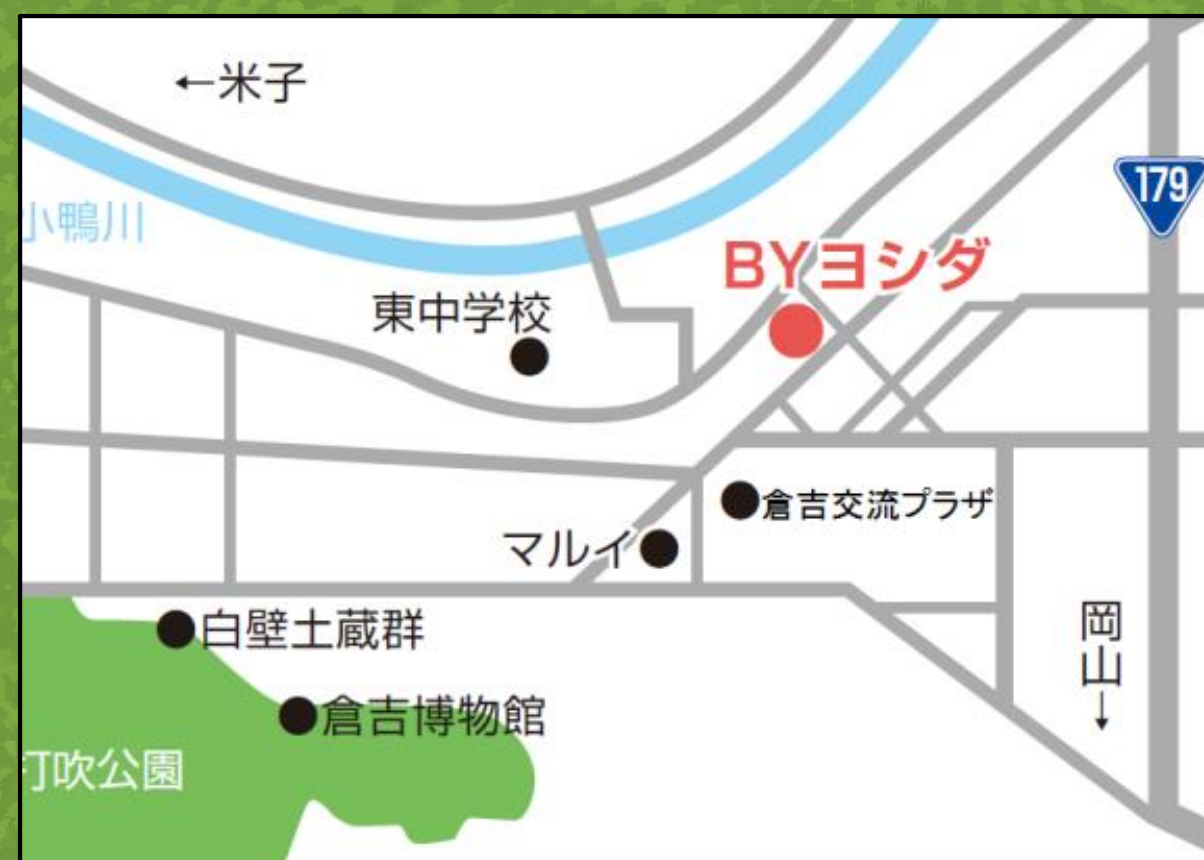 ←米子
179
小鴨川
BYヨシダ
東中学校
倉吉交流プラザ
マルイ
白壁土蔵群
岡山→
倉吉博物館
打吹公園